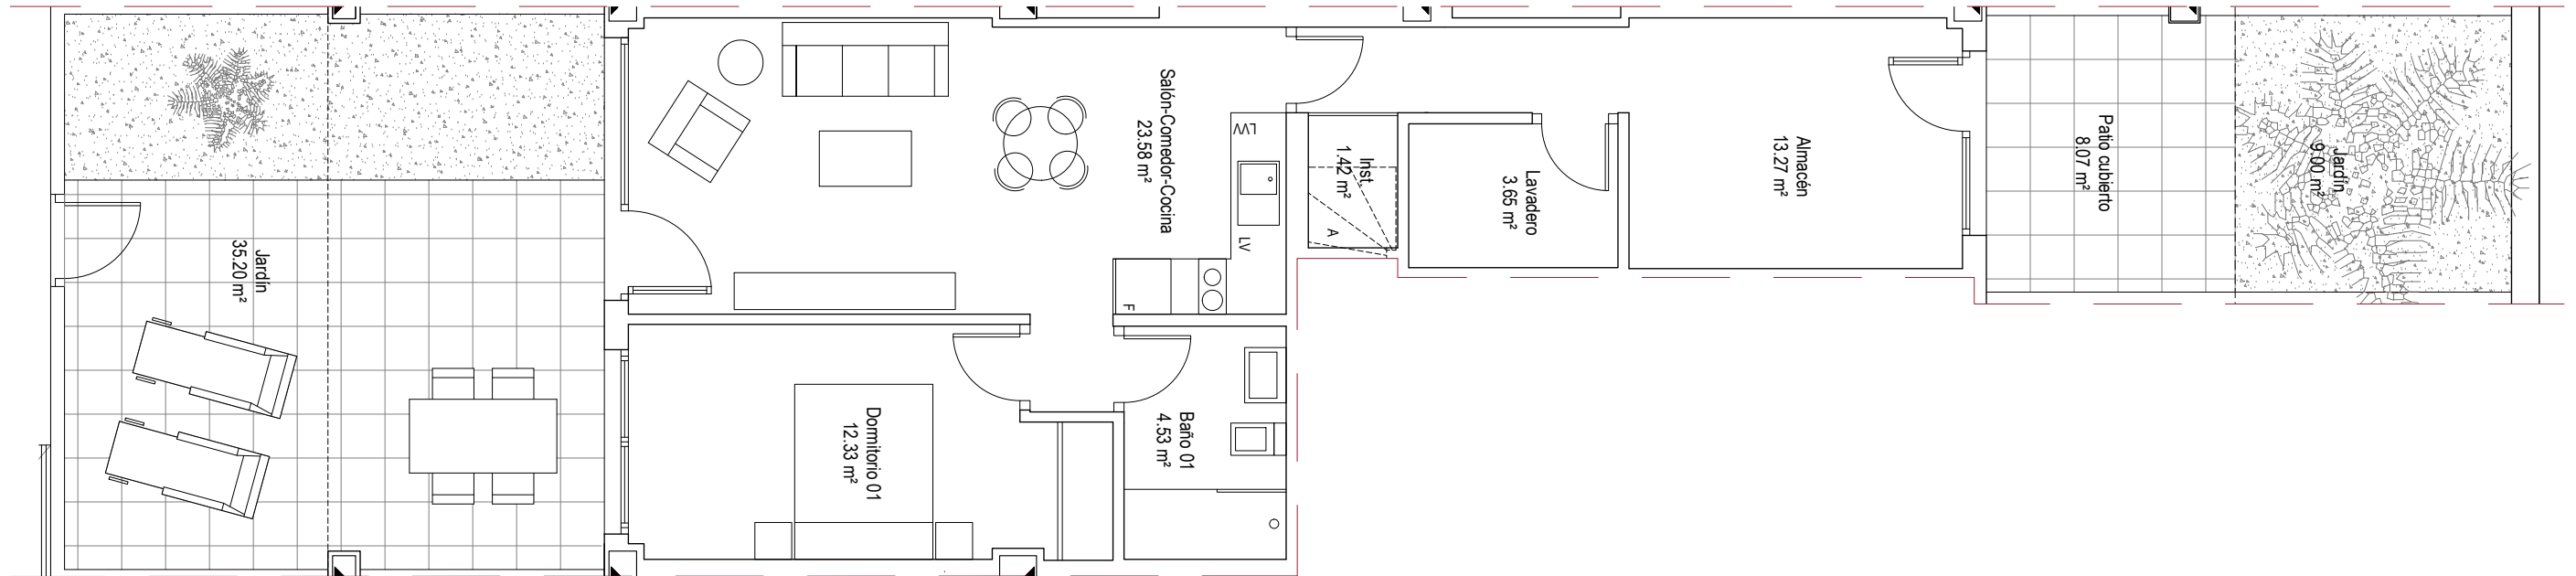 Jardín
35.20 m²
Salón-Comedor-Cocina
23.58 m²
LVV
LV
F
Dormitorio 01
12.33 m²
Baño 01
4.53 m²
Inst.
1.42 m²
A
Lavadero
3.65 m²
Almacén
13.27 m²
Patio cubierto
8.07 m²
Jardín
9.00 m²